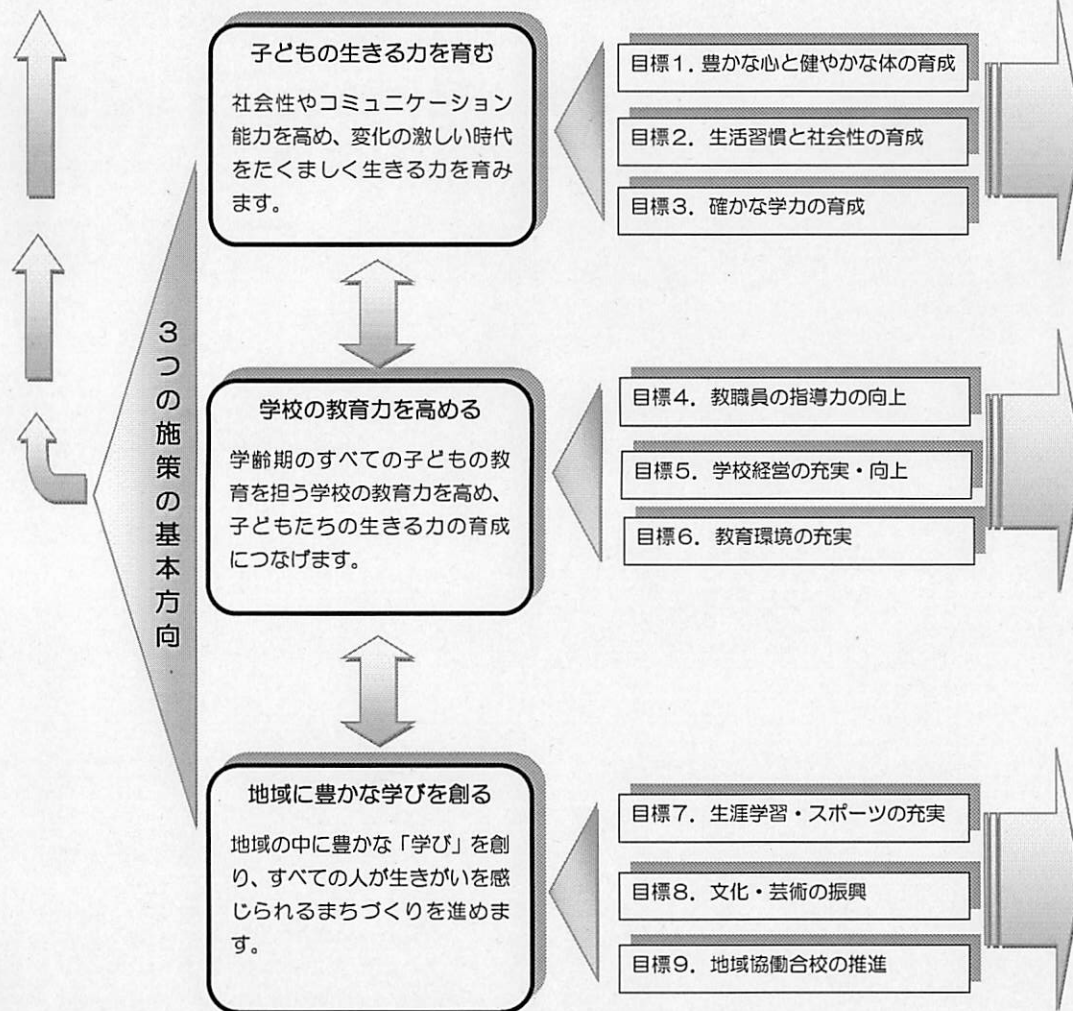 3つの施策の基本方向
子どもの生きる力を育む
社会性やコミュニケーション
能力を高め、変化の激しい時代
をたくましく生きる力を育み
ます。
目標1．豊かな心と健やかな体の育成
目標2．生活習慣と社会性の育成
目標3．確かな学力の育成
学校の教育力を高める
学齢期のすべての子どもの教
育を担う学校の教育力を高め、
子どもたちの生きる力の育成
につなげます。
目標4．教職員の指導力の向上
目標5．学校経営の充実・向上
目標6．教育環境の充実
地域に豊かな学びを創る
地域の中に豊かな「学び」を創
り、すべての人が生きがいを感
じられるまちづくりを進めま
す。
目標7．生涯学習・スポーツの充実
目標8．文化・芸術の振興
目標9．地域協働合校の推進